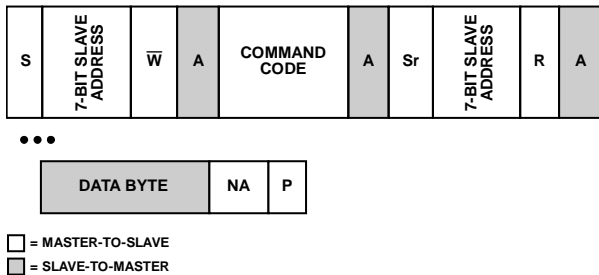 S
7-BIT SLAVE
ADDRESS
W̅
A
COMMAND
CODE
A
Sr
7-BIT SLAVE
ADDRESS
R
A
•••
DATA BYTE
NA
P
= MASTER-TO-SLAVE
= SLAVE-TO-MASTER